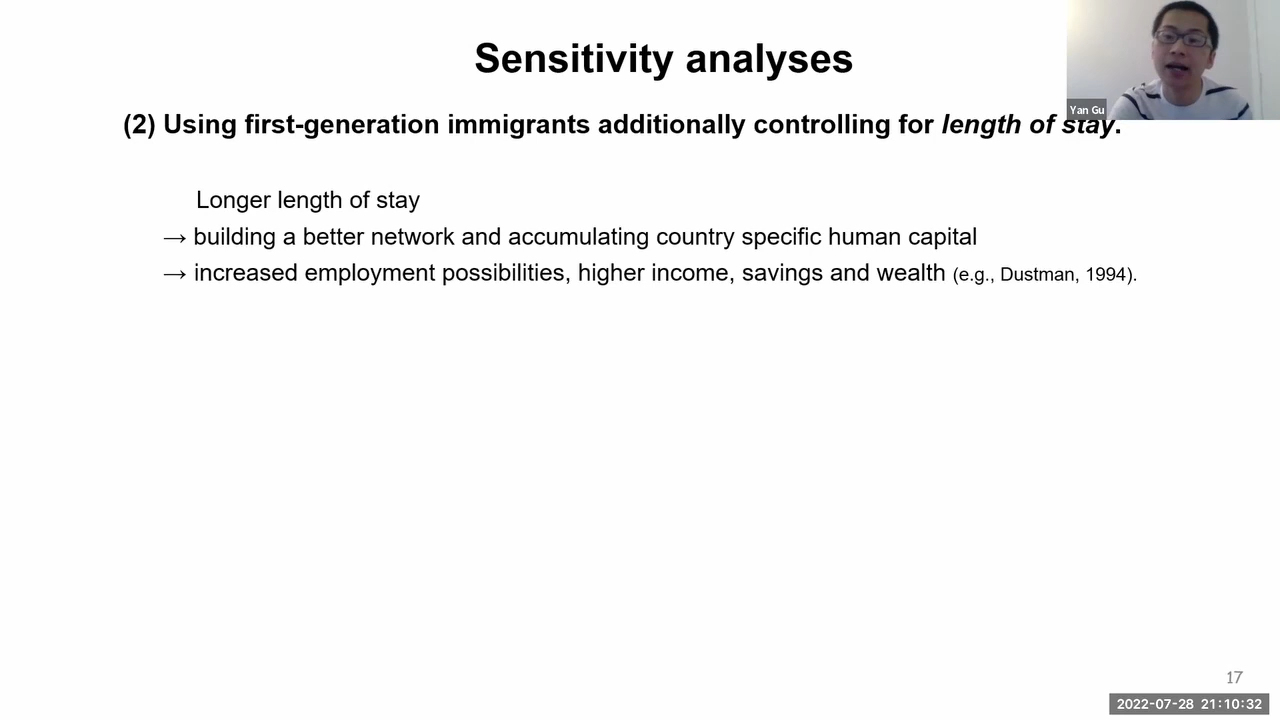 Sensitivity analyses
Yan Gu
(2) Using first-generation immigrants additionally controlling for length of stay.
Longer length of stay
→ building a better network and accumulating country specific human capital
→ increased employment possibilities, higher income, savings and wealth (e.g., Dustman, 1994).
17
2022-07-28 21:10:32